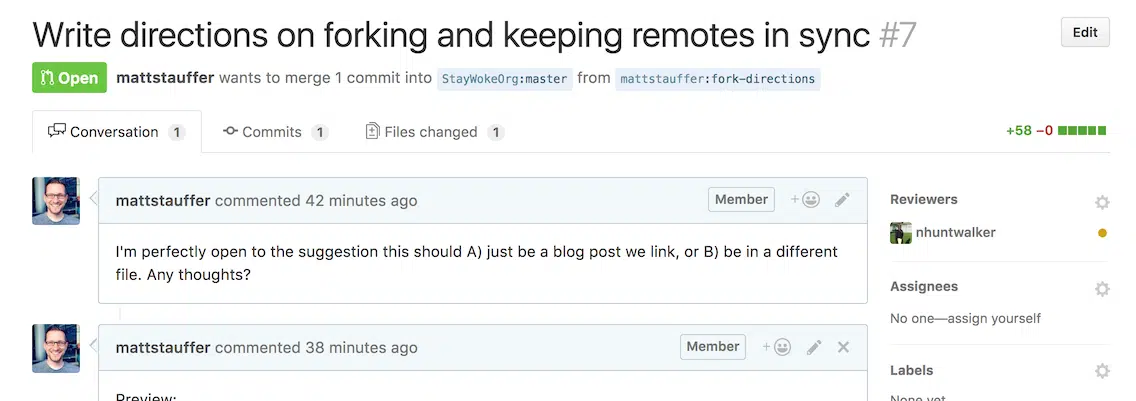 Write directions on forking and keeping remotes in sync #7
Edit
Open mattstauffer wants to merge 1 commit into StayWokeOrg:master from mattstauffer:fork-directions
Conversation 1 Commits 1 Files changed 1 +58 −0
mattstauffer commented 42 minutes ago Member
I'm perfectly open to the suggestion this should A) just be a blog post we link, or B) be in a different
file. Any thoughts?
mattstauffer commented 38 minutes ago Member
Preview:
Reviewers
nhuntwalker
Assignees
No one—assign yourself
Labels
None yet